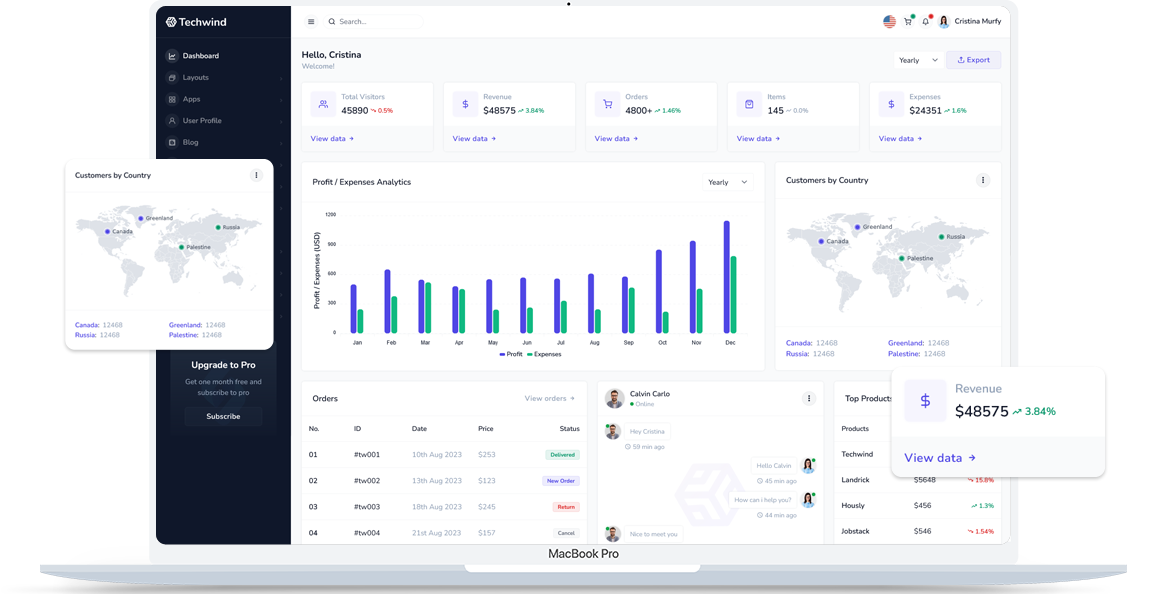 Techwind
Search...
Cristina Murfy
Dashboard
Layouts
Apps
User Profile
Blog
Hello, Cristina
Welcome!
Yearly
Export
Total Visitors
45890 0.5%
View data
Revenue
$48575 3.84%
View data
Orders
4800+ 1.46%
View data
Items
145 0.0%
View data
Expenses
$24351 1.6%
View data
Customers by Country
Greenland
Canada
Russia
Palestine
Canada: 12468 Greenland: 12468
Russia: 12468 Palestine: 12468
Upgrade to Pro
Get one month free and
subscribe to pro
Subscribe
Profit / Expenses Analytics
Yearly
Profit / Expenses (USD)
1200
900
600
300
0
Jan Feb Mar Apr May Jun Jul Aug Sep Oct Nov Dec
Profit Expenses
Customers by Country
Greenland
Canada
Russia
Palestine
Canada: 12468 Greenland: 12468
Russia: 12468 Palestine: 12468
Orders View orders
No. ID Date Price Status
01 #tw001 10th Aug 2023 $253 Delivered
02 #tw002 13th Aug 2023 $123 New Order
03 #tw003 18th Aug 2023 $245 Return
04 #tw004 21st Aug 2023 $157 Cancel
Calvin Carlo
Online
Hey Cristina
59 min ago
Hello Calvin
45 min ago
How can i help you?
44 min ago
Nice to meet you
Top Products
Products
Techwind
Landrick $5648 15.8%
Hously $456 1.3%
Jobstack $546 1.54%
Revenue
$48575 3.84%
View data
MacBook Pro